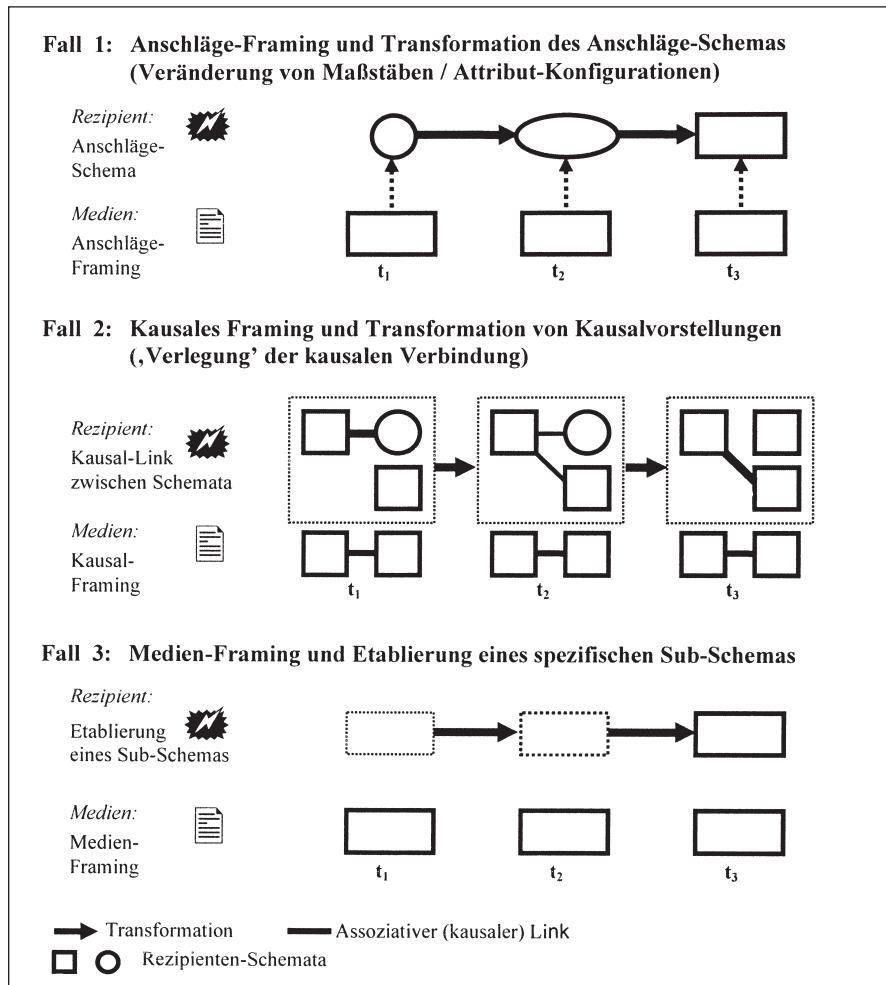 Fall 1: Anschläge-Framing und Transformation des Anschläge-Schemas
(Veränderung von Maßstäben / Attribut-Konfigurationen)
Rezipient:
Anschläge-
Schema
Medien:
Anschläge-
Framing
t₁ t₂ t₃
Fall 2: Kausales Framing und Transformation von Kausalvorstellungen
(‚Verlegung’ der kausalen Verbindung)
Rezipient:
Kausal-Link
zwischen Schemata
Medien:
Kausal-
Framing
t₁ t₂ t₃
Fall 3: Medien-Framing und Etablierung eines spezifischen Sub-Schemas
Rezipient:
Etablierung
eines Sub-Schemas
Medien:
Medien-
Framing
t₁ t₂ t₃
Transformation Assoziativer (kausaler) Link
Rezipienten-Schemata